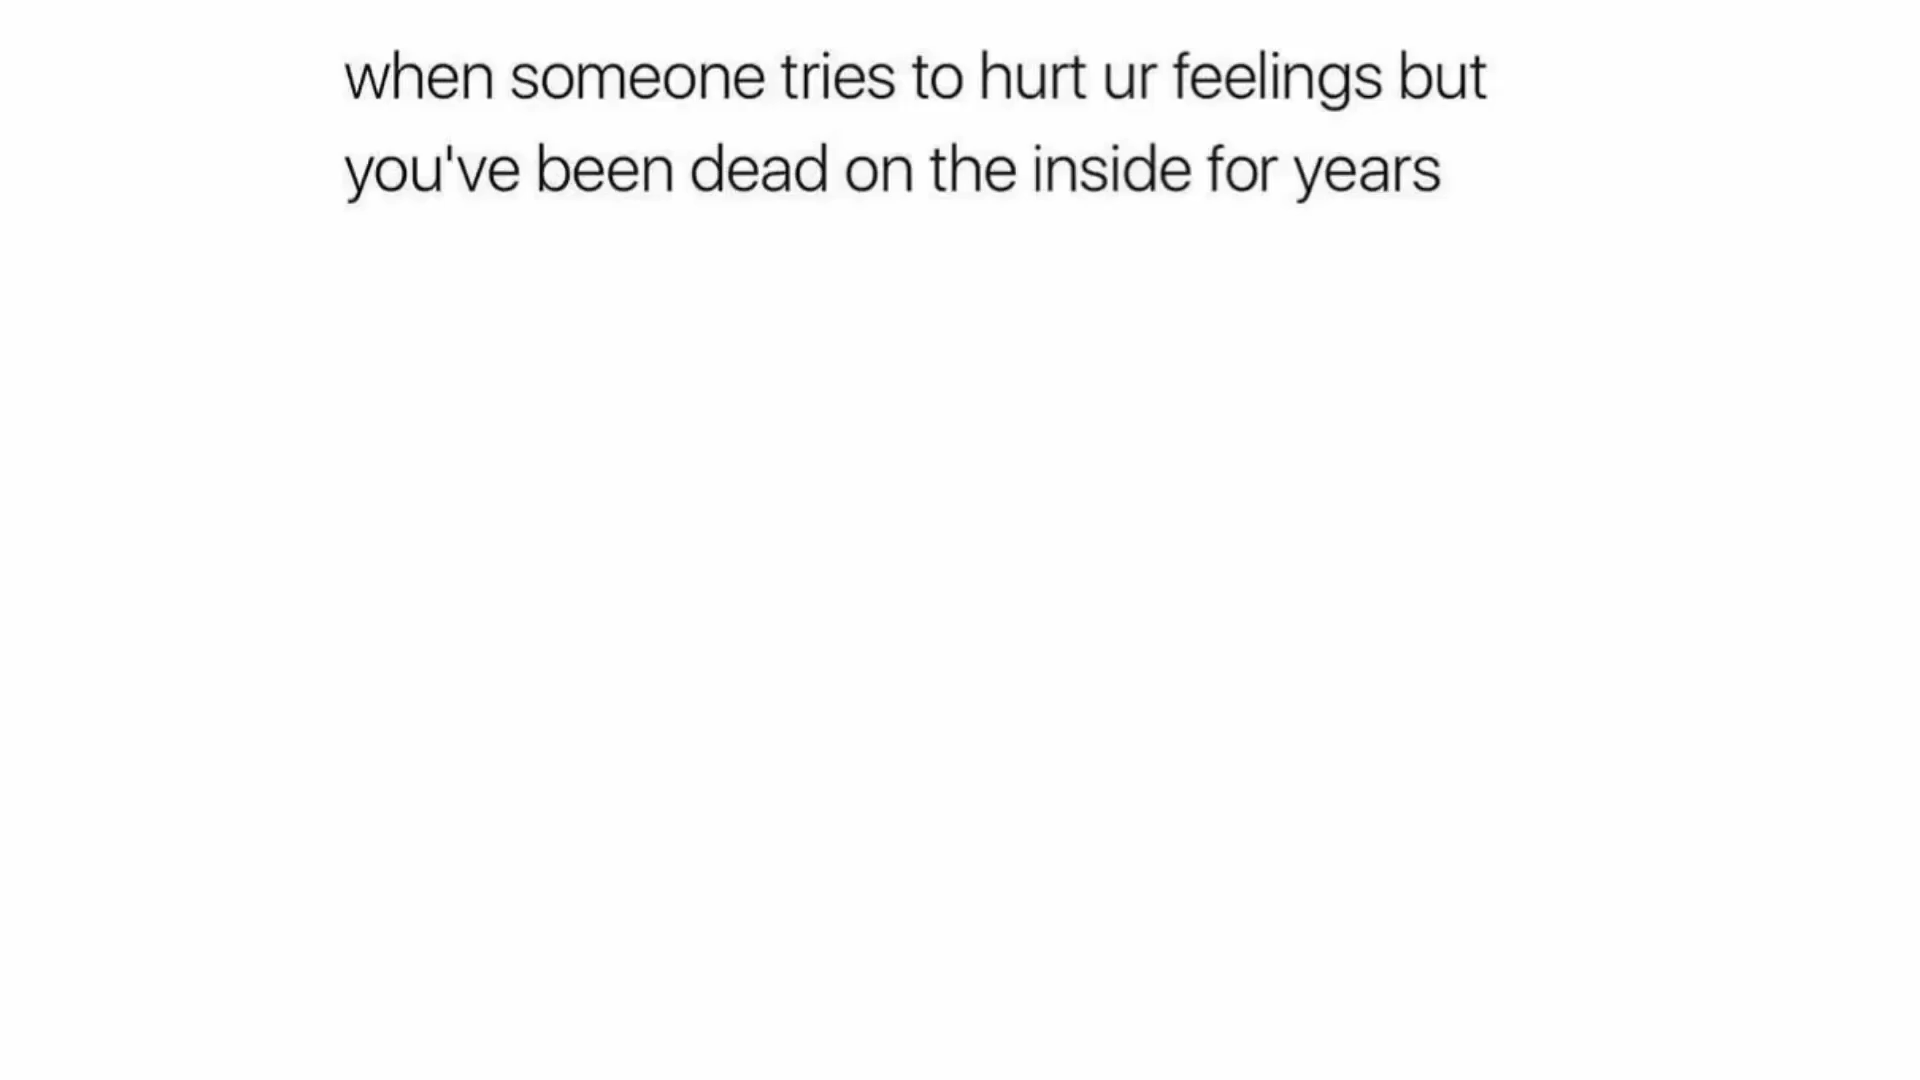 when someone tries to hurt ur feelings but
you've been dead on the inside for years